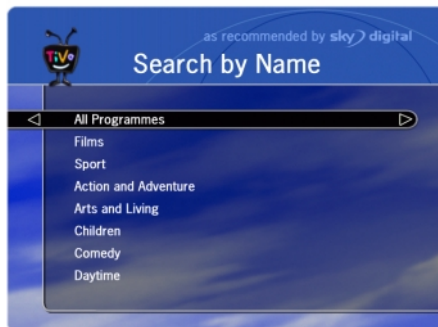 as recommended by sky digital
TiVo
Search by Name
All Programmes
Films
Sport
Action and Adventure
Arts and Living
Children
Comedy
Daytime